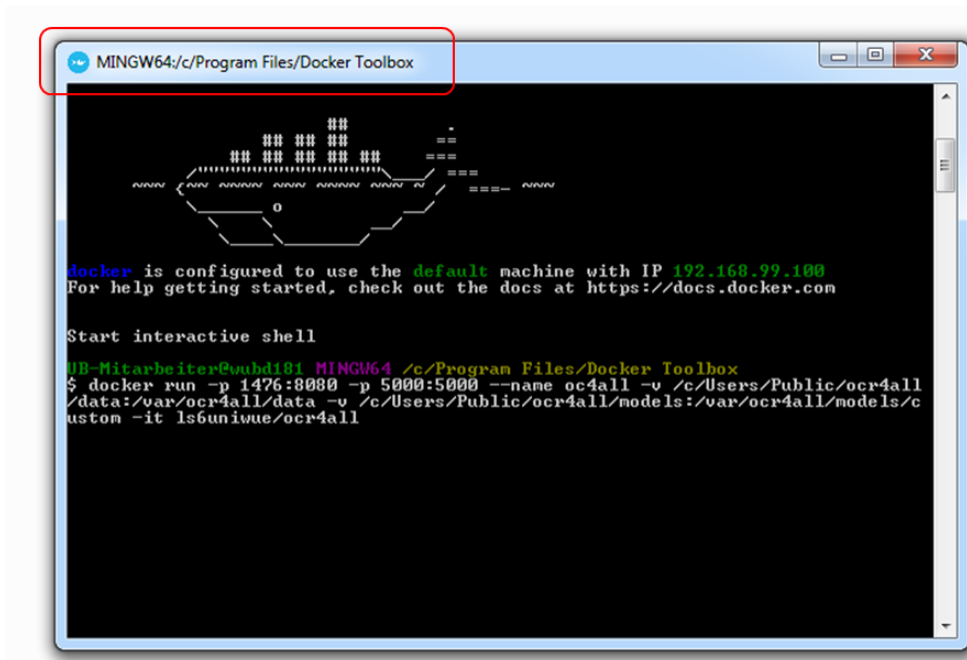 MINGW64:/c/Program Files/Docker Toolbox
docker is configured to use the default machine with IP 192.168.99.100
For help getting started, check out the docs at https://docs.docker.com
Start interactive shell
UB-Mitarbeiter@wubd181 MINGW64 /c/Program Files/Docker Toolbox
$ docker run -p 1476:8080 -p 5000:5000 --name oc4all -v /c/Users/Public/ocr4all
/data:/var/ocr4all/data -v /c/Users/Public/ocr4all/models:/var/ocr4all/models/c
ustom -it ls6uniwue/ocr4all